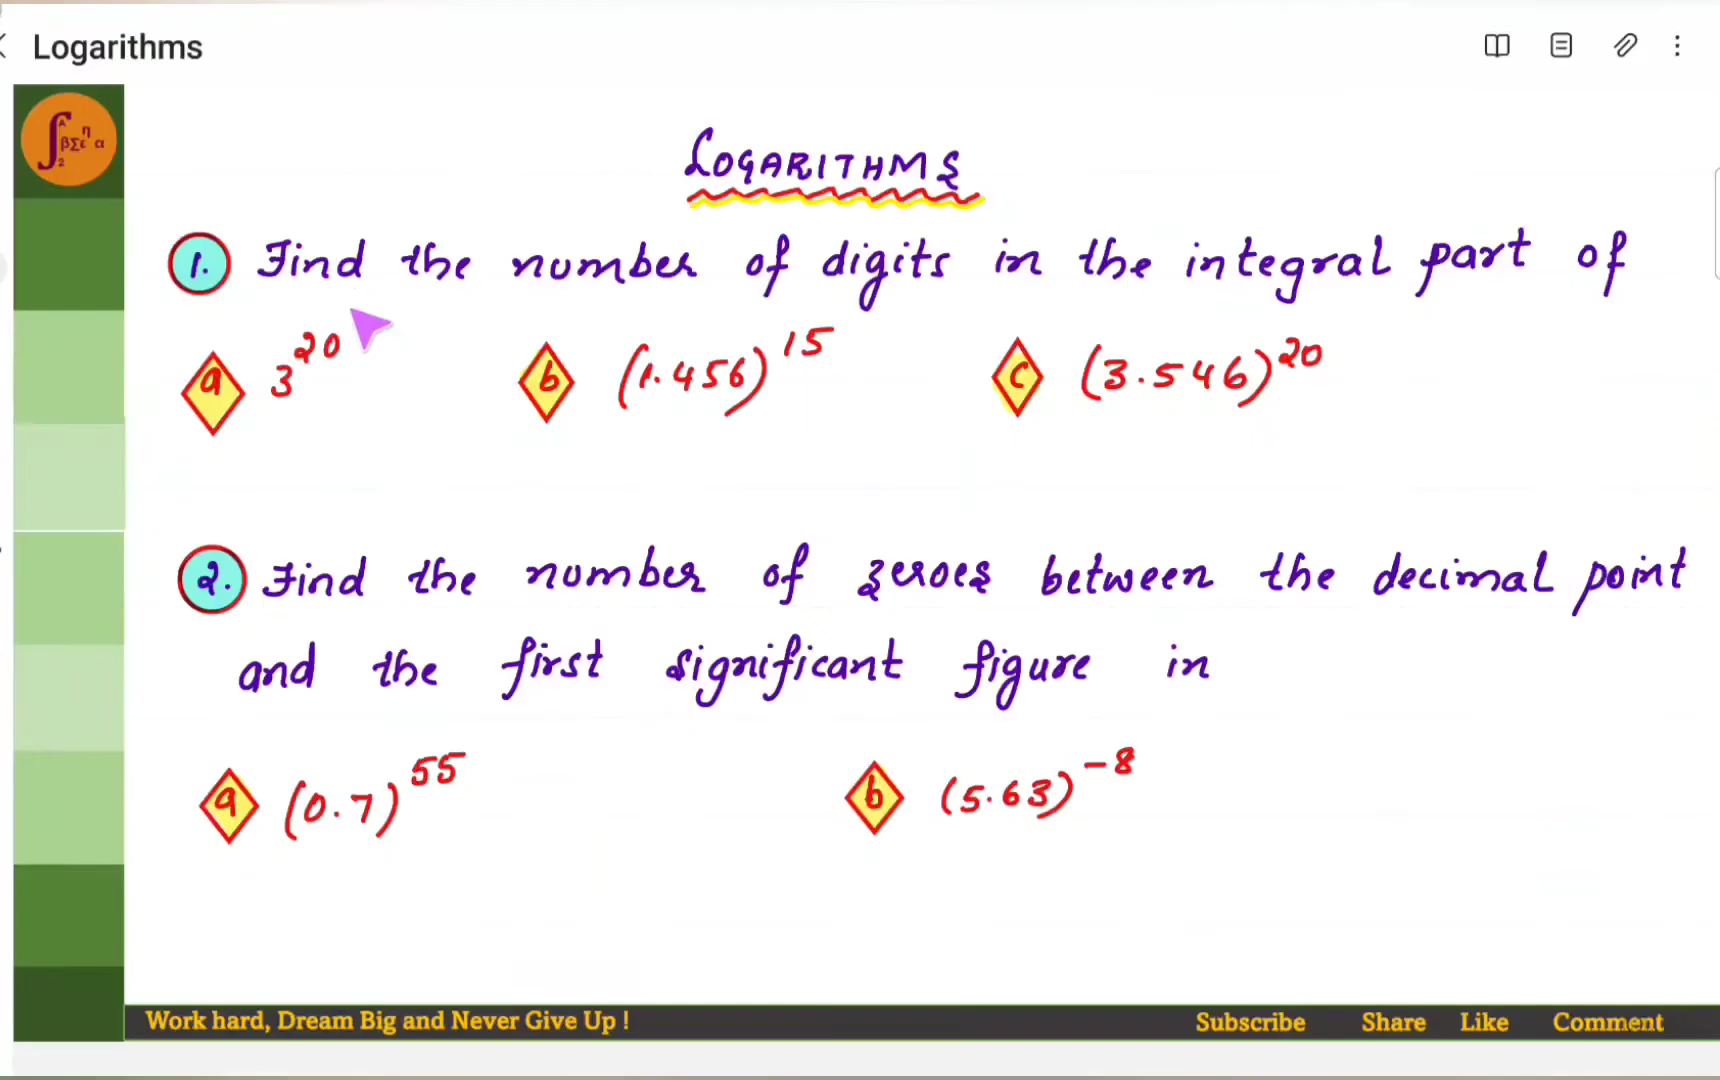 Logarithms
LOGARITHMS
1. Find the number of digits in the integral part of
a 3^20 b (1.456)^15 c (3.546)^20
2. Find the number of zeroes between the decimal point
and the first significant figure in
a (0.7)^55 b (5.63)^-8
Work hard, Dream Big and Never Give Up ! Subscribe Share Like Comment